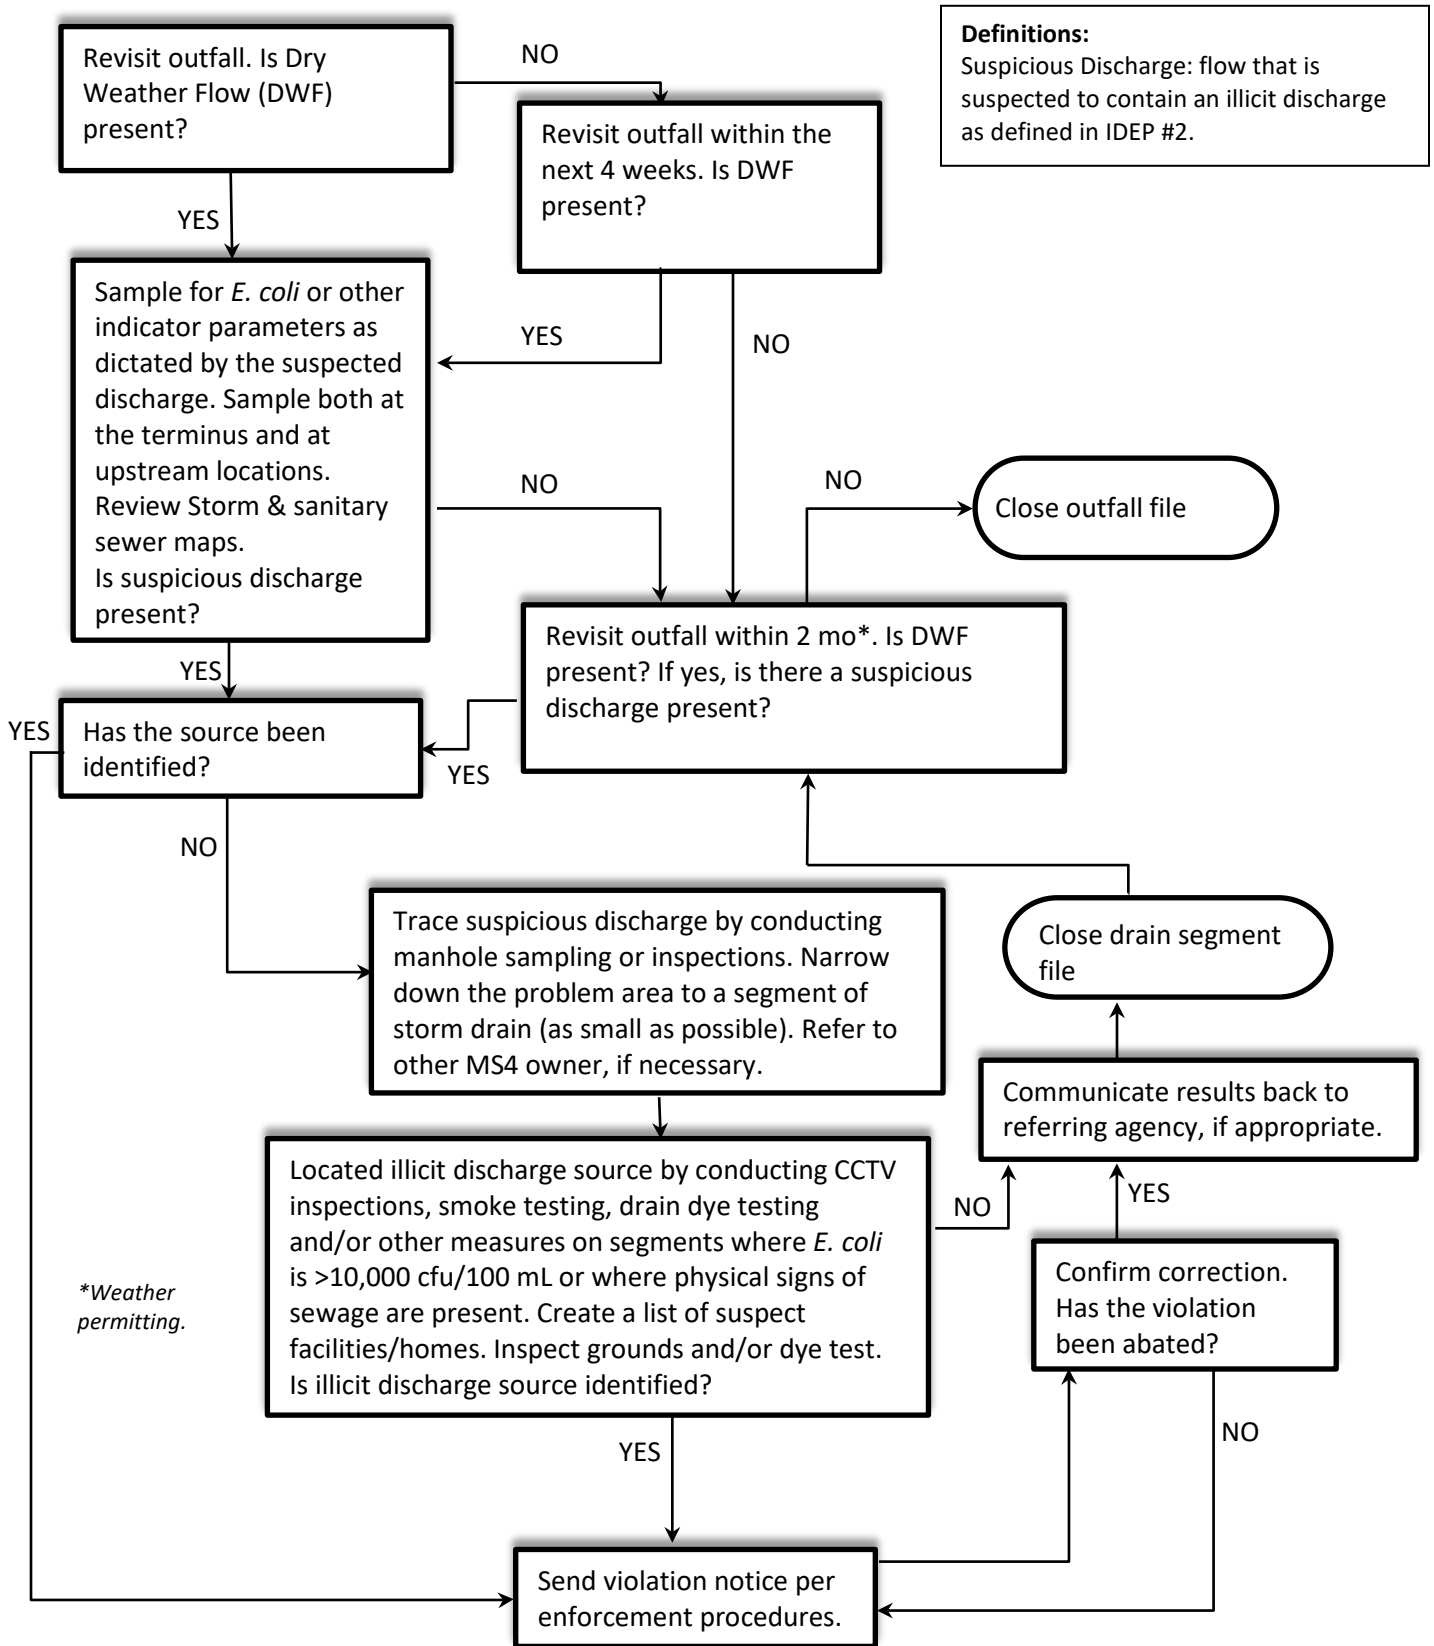 Revisit outfall. Is Dry
Weather Flow (DWF)
present?
NO
Definitions:
Suspicious Discharge: flow that is
suspected to contain an illicit discharge
as defined in IDEP #2.
Revisit outfall within the
next 4 weeks. Is DWF
present?
YES
Sample for E. coli or other
indicator parameters as
dictated by the suspected
discharge. Sample both at
the terminus and at
upstream locations.
Review Storm & sanitary
sewer maps.
Is suspicious discharge
present?
YES
NO
NO
NO
Close outfall file
Revisit outfall within 2 mo*. Is DWF
present? If yes, is there a suspicious
discharge present?
YES
YES
Has the source been
identified?
YES
NO
Trace suspicious discharge by conducting
manhole sampling or inspections. Narrow
down the problem area to a segment of
storm drain (as small as possible). Refer to
other MS4 owner, if necessary.
Close drain segment
file
Communicate results back to
referring agency, if appropriate.
Located illicit discharge source by conducting CCTV
inspections, smoke testing, drain dye testing
and/or other measures on segments where E. coli
is >10,000 cfu/100 mL or where physical signs of
sewage are present. Create a list of suspect
facilities/homes. Inspect grounds and/or dye test.
Is illicit discharge source identified?
NO
YES
Confirm correction.
Has the violation
been abated?
*Weather
permitting.
YES
NO
Send violation notice per
enforcement procedures.